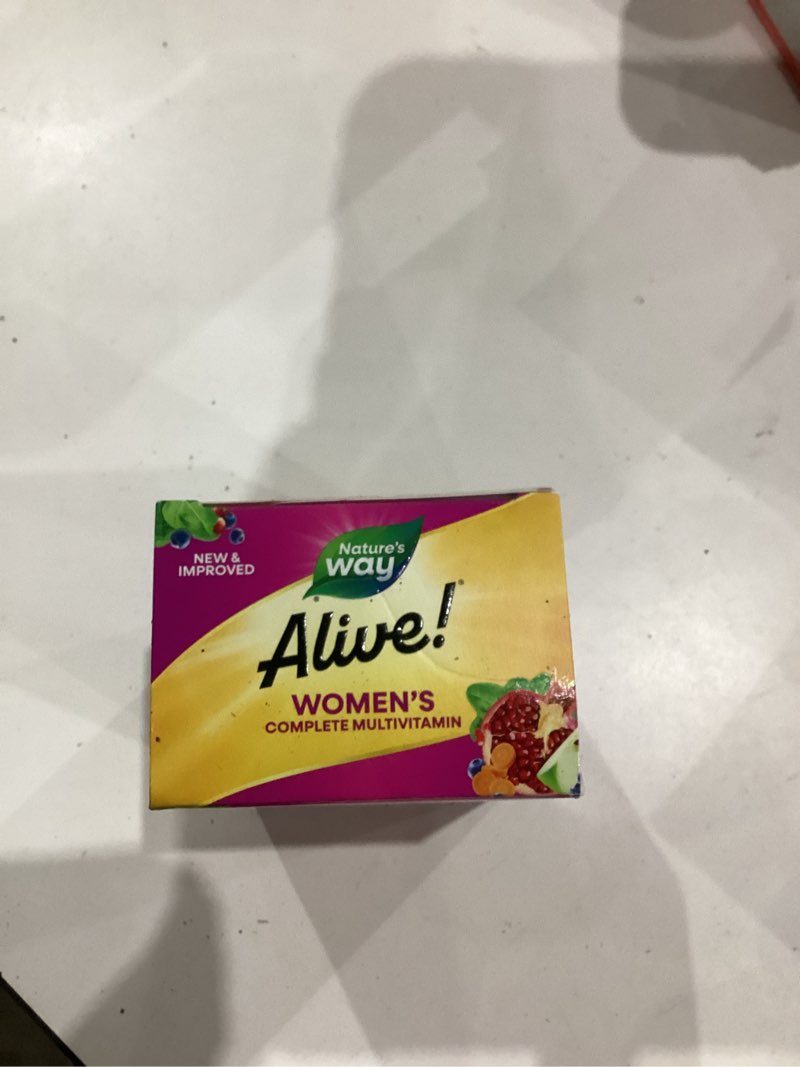 NEW &
IMPROVED
Nature's
way
Alive!®
WOMEN'S
COMPLETE MULTIVITAMIN